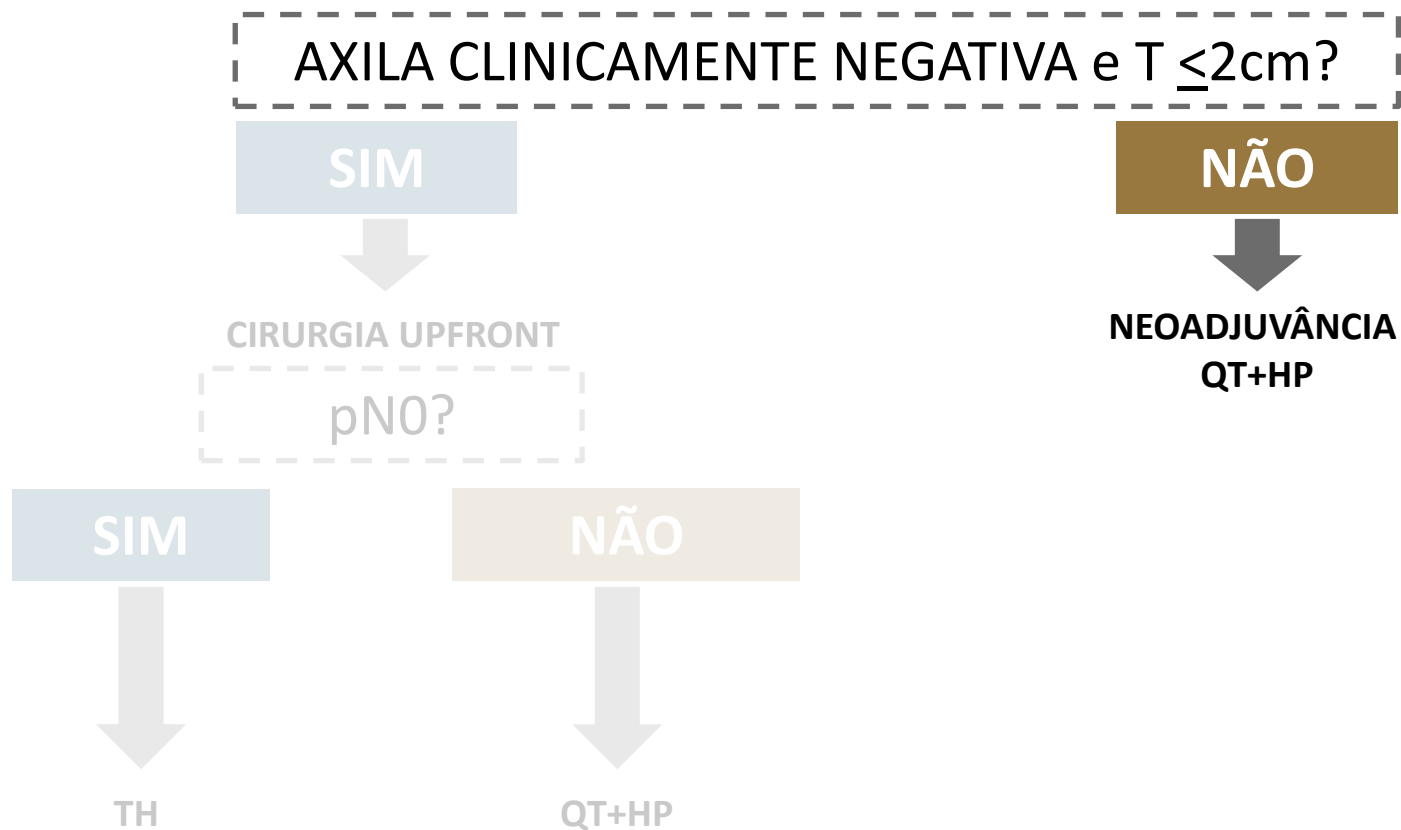 AXILA CLINICAMENTE NEGATIVA e T <2cm?
SIM
NÃO
CIRURGIA UPFRONT
NEOADJUVÂNCIA
QT+HP
pN0?
SIM
NÃO
TH
QT+HP